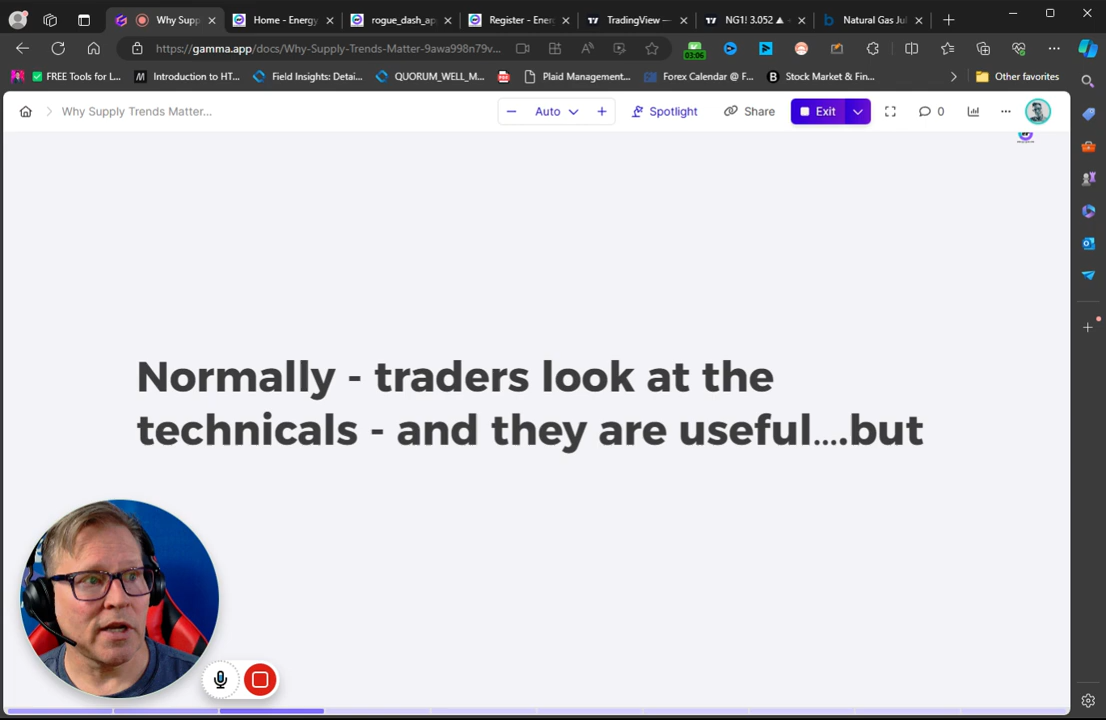 Why Supp
Home - Energy
rogue_dash_ap
Register - Ener
TradingView —
NG1! 3.052 ▲
Natural Gas Jul
https://gamma.app/docs/Why-Supply-Trends-Matter-9awa998n79v...
03:06
FREE Tools for L...
Introduction to HT...
Field Insights: Detai...
QUORUM_WELL_M...
Plaid Management...
Forex Calendar @ F...
Stock Market & Fin...
Other favorites
Why Supply Trends Matter...
Auto
Spotlight
Share
Exit
0
Normally - traders look at the
technicals - and they are useful....but